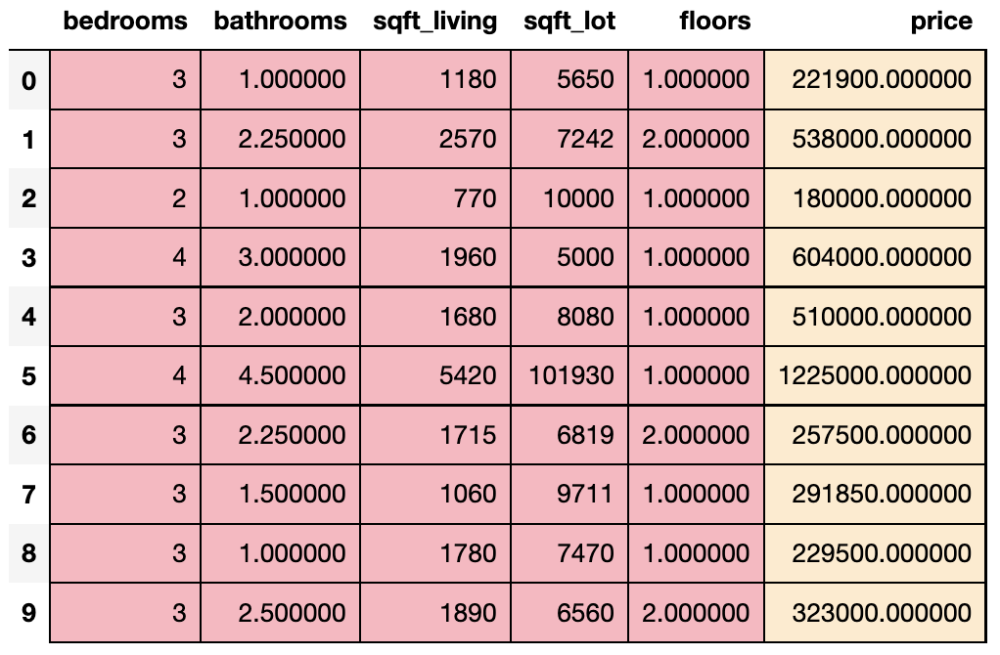 bedrooms bathrooms sqft_living sqft_lot floors price
0 3 1.000000 1180 5650 1.000000 221900.000000
1 3 2.250000 2570 7242 2.000000 538000.000000
2 2 1.000000 770 10000 1.000000 180000.000000
3 4 3.000000 1960 5000 1.000000 604000.000000
4 3 2.000000 1680 8080 1.000000 510000.000000
5 4 4.500000 5420 101930 1.000000 1225000.000000
6 3 2.250000 1715 6819 2.000000 257500.000000
7 3 1.500000 1060 9711 1.000000 291850.000000
8 3 1.000000 1780 7470 1.000000 229500.000000
9 3 2.500000 1890 6560 2.000000 323000.000000